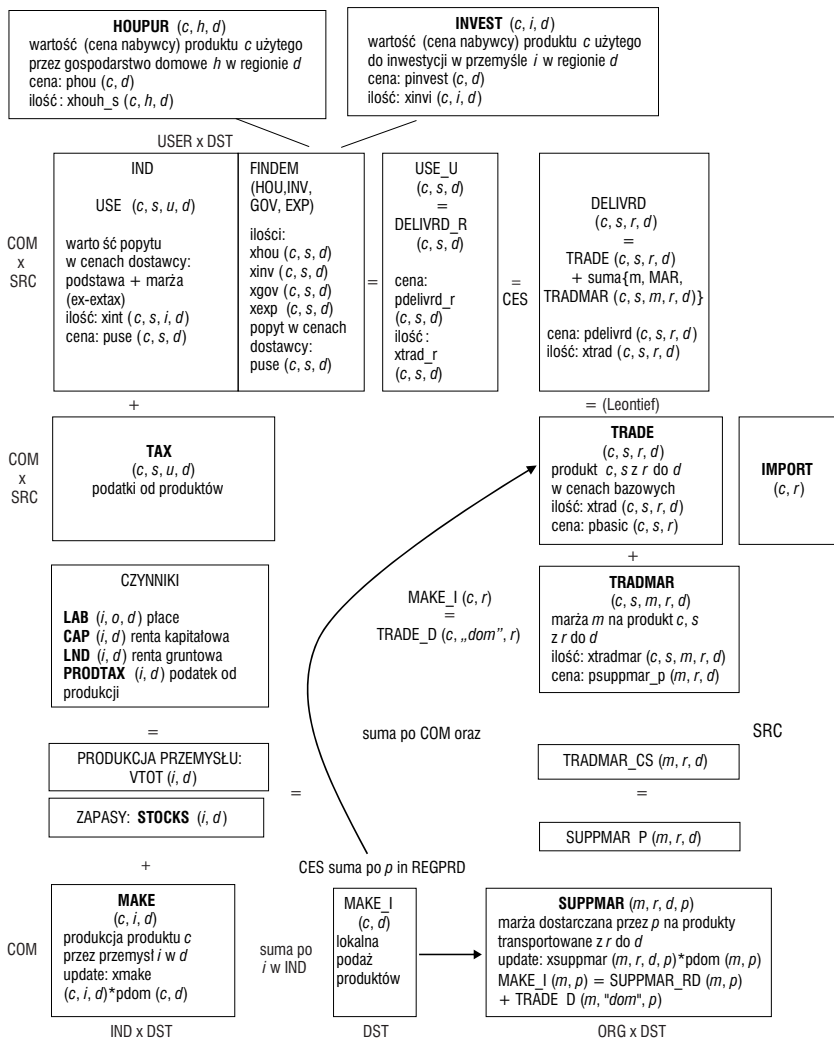 HOUPUR (c, h, d)
wartość (cena nabywcy) produktu c użytego
przez gospodarstwo domowe h w regionie d
cena: phou (c, d)
ilość: xhouh_s (c, h, d)
INVEST (c, i, d)
wartość (cena nabywcy) produktu c użytego
do inwestycji w przemyśle i w regionie d
cena: pinvest (c, d)
ilość: xinvi (c, i, d)
USER x DST
COM
x
SRC
IND
USE (c, s, u, d)
warto ść popytu
w cenach dostawcy:
podstawa + marża
(ex-extax)
ilość: xint (c, s, i, d)
cena: puse (c, s, d)
FINDEM
(HOU,INV,
GOV, EXP)
ilości:
xhou (c, s, d)
xinv (c, s, d)
xgov (c, s, d)
xexp (c, s, d)
popyt w cenach
dostawcy:
puse (c, s, d)
=
USE_U
(c, s, d)
=
DELIVRD_R
(c, s, d)
cena:
pdelivrd_r
(c, s, d)
ilość:
xtrad_r
(c, s, d)
=
CES
DELIVRD
(c, s, r, d)
=
TRADE (c, s, r, d)
+ suma{m, MAR,
TRADMAR (c, s, m, r, d)}
cena: pdelivrd (c, s, r, d)
ilość: xtrad (c, s, r, d)
+
= (Leontief)
COM
x
SRC
TAX
(c, s, u, d)
podatki od produktów
TRADE
(c, s, r, d)
produkt c, s z r do d
w cenach bazowych
ilość: xtrad (c, s, r, d)
cena: pbasic (c, s, r)
IMPORT
(c, r)
+
CZYNNIKI
LAB (i, o, d) płace
CAP (i, d) renta kapitałowa
LND (i, d) renta gruntowa
PRODTAX (i, d) podatek od
produkcji
MAKE_I (c, r)
=
TRADE_D (c, „dom”, r)
TRADMAR
(c, s, m, r, d)
marża m na produkt c, s
z r do d
ilość: xtradmar (c, s, m, r, d)
cena: psuppmar_p (m, r, d)
=
suma po COM oraz
SRC
PRODUKCJA PRZEMYSŁU:
VTOT (i, d)
TRADMAR_CS (m, r, d)
=
=
ZAPASY: STOCKS (i, d)
SUPPMAR P (m, r, d)
+
CES suma po p in REGPRD
COM
MAKE
(c, i, d)
produkcja produktu c
przez przemysł i w d
update: xmake
(c, i, d)*pdom (c, d)
suma po
i w IND
MAKE_I
(c, d)
lokalna
podaż
produktów
SUPPMAR (m, r, d, p)
marża dostarczana przez p na produkty
transportowane z r do d
update: xsuppmar (m, r, d, p)*pdom (m, p)
MAKE_I (m, p) = SUPPMAR_RD (m, p)
+ TRADE D (m, "dom", p)
IND x DST
DST
ORG x DST